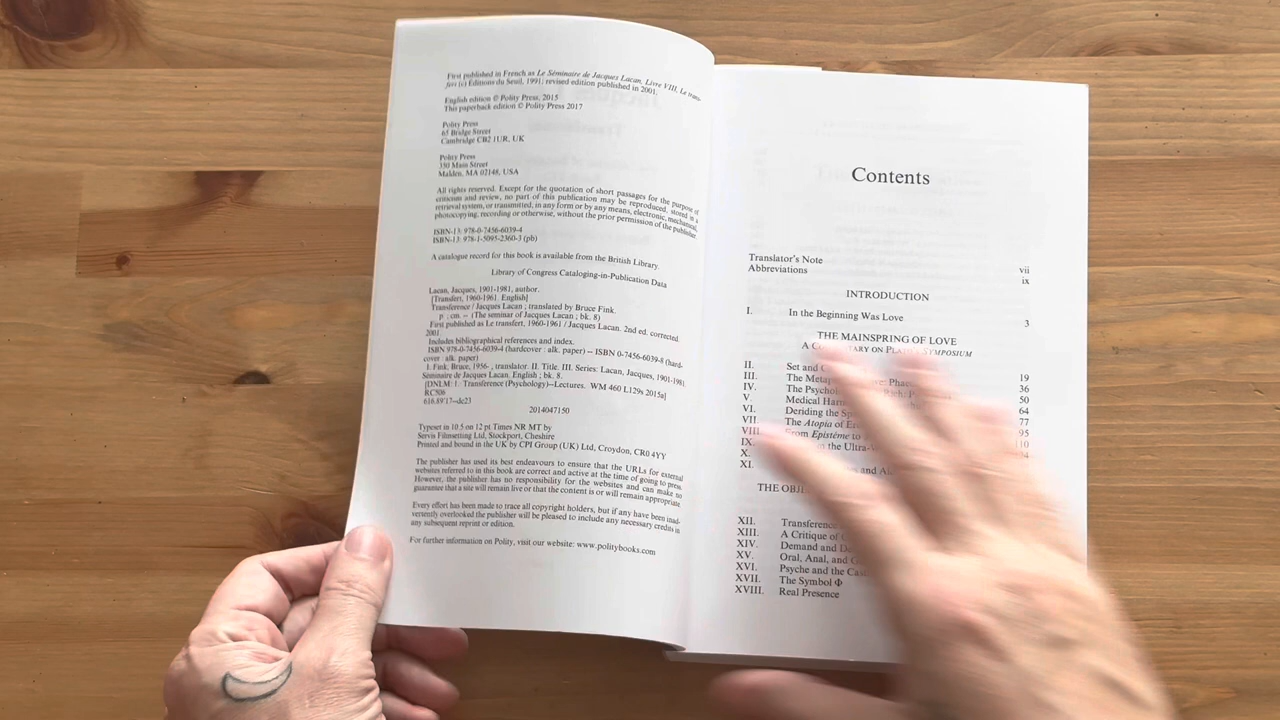 First published in French as Le Séminaire de Jacques Lacan, Livre VIII, Le trans-
fert (c) Éditions du Seuil, 1991; revised edition published in 2001.
English edition © Polity Press, 2015
This paperback edition © Polity Press 2017
Polity Press
65 Bridge Street
Cambridge CB2 1UR, UK
Polity Press
350 Main Street
Malden, MA 02148, USA
All rights reserved. Except for the quotation of short passages for the purpose of
criticism and review, no part of this publication may be reproduced, stored in a
retrieval system, or transmitted, in any form or by any means, electronic, mechanical,
photocopying, recording or otherwise, without the prior permission of the publisher.
ISBN-13: 978-0-7456-6039-4
ISBN-13: 978-1-5095-2360-3 (pb)
A catalogue record for this book is available from the British Library.
Library of Congress Cataloging-in-Publication Data
Lacan, Jacques, 1901-1981, author.
[Transfert, 1960-1961. English]
Transference / Jacques Lacan ; translated by Bruce Fink.
p. ; cm. – (The seminar of Jacques Lacan ; bk. 8)
First published as Le transfert, 1960-1961 / Jacques Lacan. 2nd ed. corrected.
2001.
Includes bibliographical references and index.
ISBN 978-0-7456-6039-4 (hardcover : alk. paper) – ISBN 0-7456-6039-8 (hard-
cover : alk. paper)
I. Fink, Bruce, 1956- , translator. II. Title. III. Series: Lacan, Jacques, 1901-1981.
Séminaire de Jacques Lacan. English ; bk. 8.
[DNLM: 1. Transference (Psychology)--Lectures. WM 460 L129s 2015a]
RC506
616.89'17--dc23
2014047150
Typeset in 10.5 on 12 pt Times NR MT by
Servis Filmsetting Ltd, Stockport, Cheshire
Printed and bound in the UK by CPI Group (UK) Ltd, Croydon, CR0 4YY
The publisher has used its best endeavours to ensure that the URLs for external
websites referred to in this book are correct and active at the time of going to press.
However, the publisher has no responsibility for the websites and can make no
guarantee that a site will remain live or that the content is or will remain appropriate.
Every effort has been made to trace all copyright holders, but if any have been inad-
vertently overlooked the publisher will be pleased to include any necessary credits in
any subsequent reprint or edition.
For further information on Polity, visit our website: www.politybooks.com
Contents
Translator's Note vii
Abbreviations ix
INTRODUCTION
I. In the Beginning Was Love 3
THE MAINSPRING OF LOVE
A ON PLATO'S SYMPOSIUM
II. Set and 19
III. The 36
IV. The 50
V. Medical 64
VI. Deriding the 77
VII. The Atopia of 95
VIII. From Epistēme to 110
IX. the
X.
XI. and
THE
XII. Transference
XIII. A Critique of
XIV. Demand and
XV. Oral, Anal, and
XVI. Psyche and the
XVII. The Symbol Φ
XVIII. Real Presence